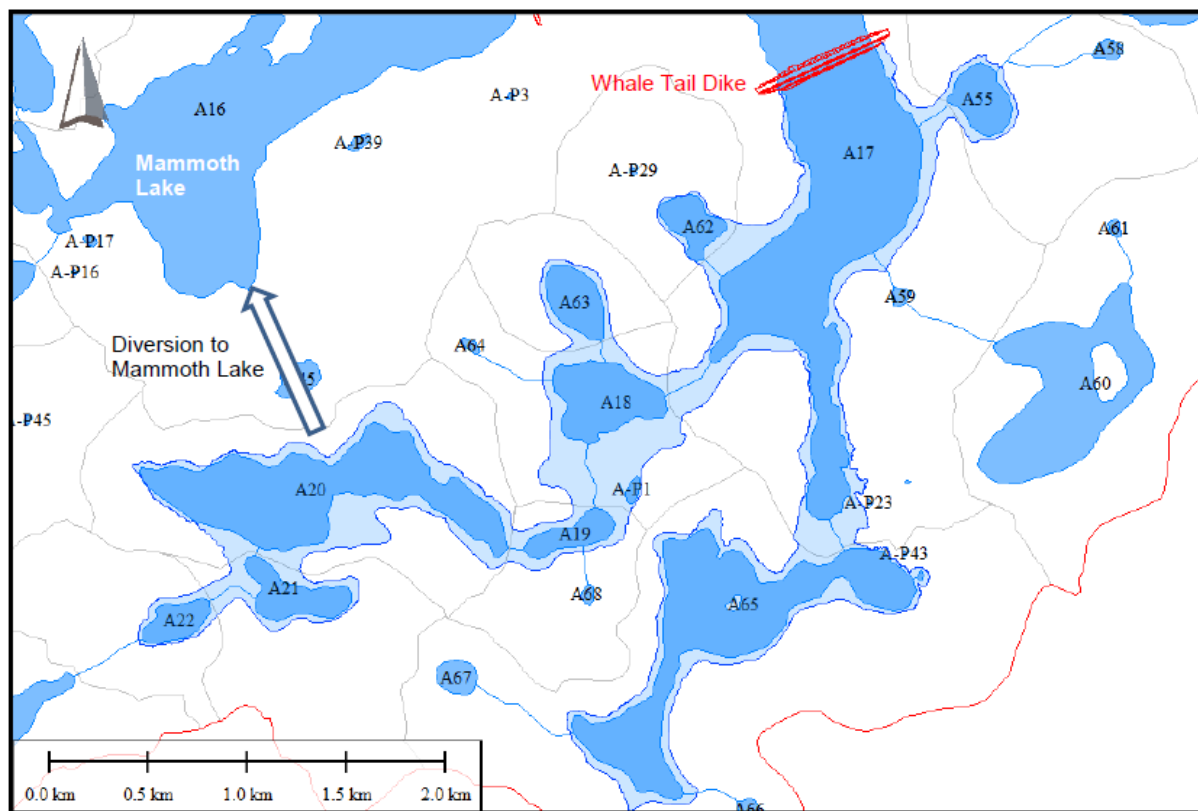 A58
Whale Tail Dike
A-P3
A55
A16
A-P39
A17
Mammoth
Lake
A-P29
A62
A61
A-P17
A-P16
A59
A63
Diversion to
Mammoth Lake
A64
A60
A18
A20
A-P1
A-P23
A19
A-P43
A21
A68
A65
A22
A67
0.0 km 0.5 km 1.0 km 1.5 km 2.0 km